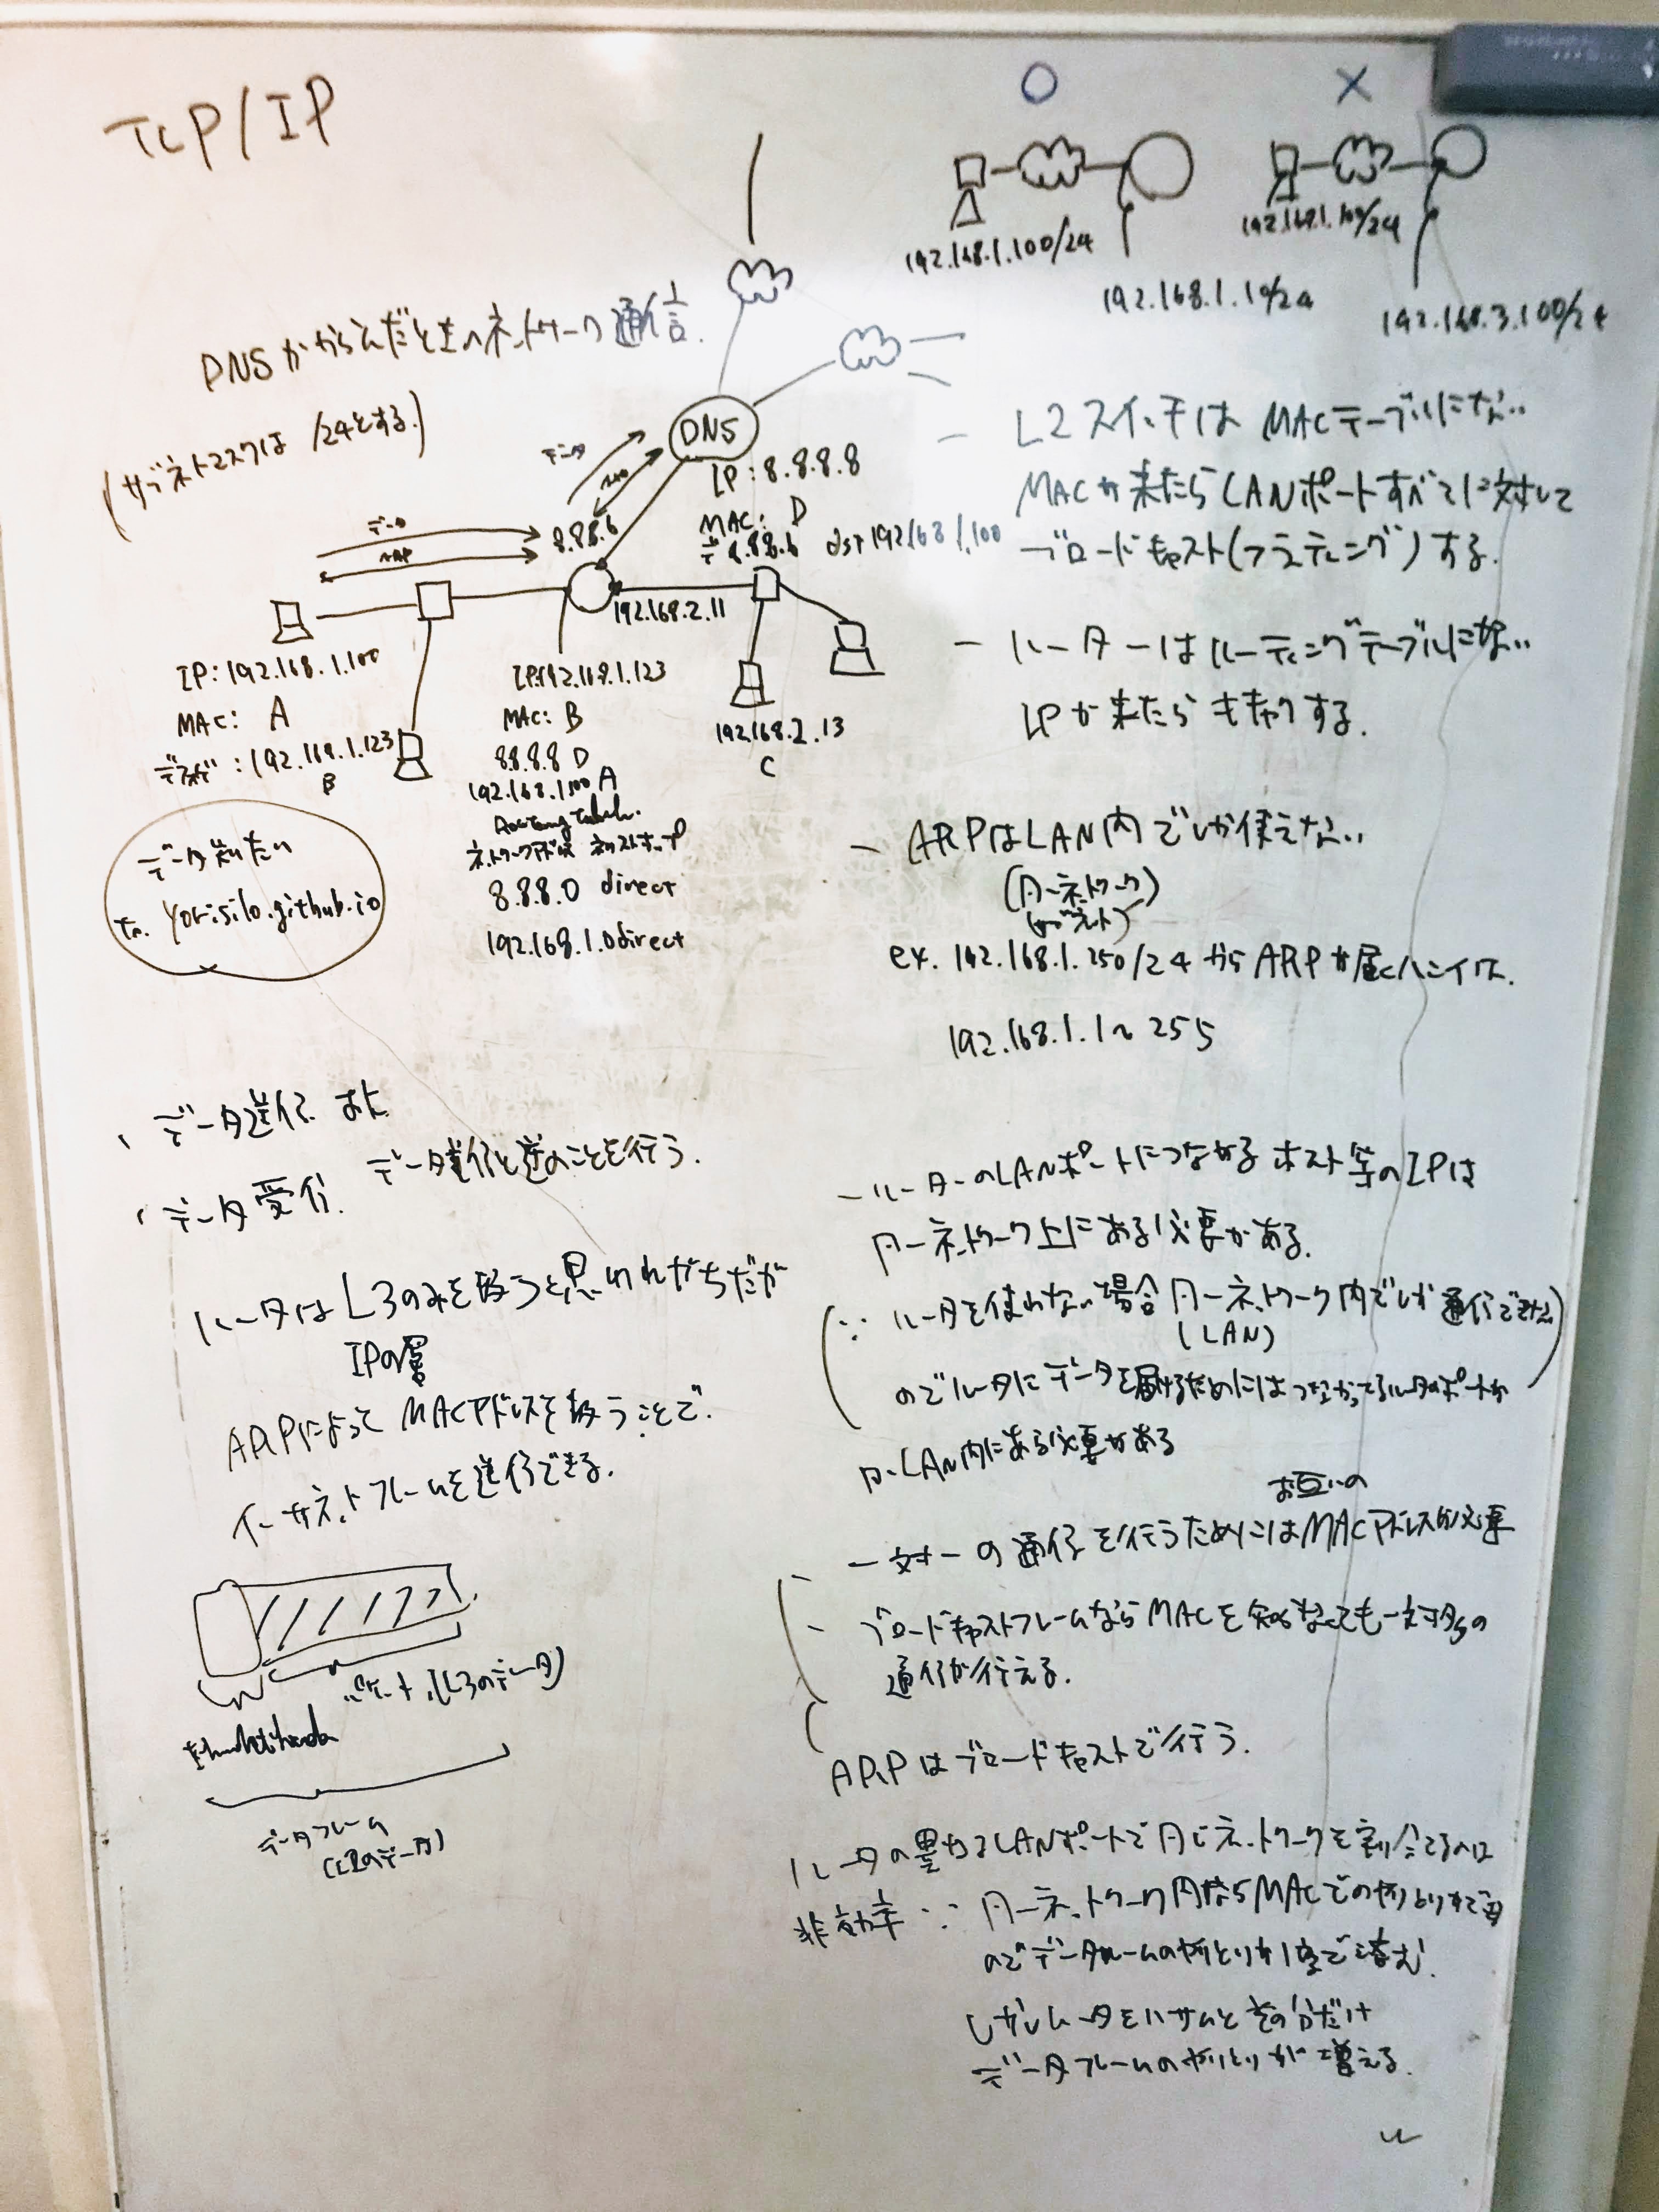 TCP/IP
○ ×
192.168.1.100/24
192.168.1.10/24
192.168.1.100/24
192.168.3.100/24
DNSがからんだときのネットワーク通信
(サブネットマスクは /24とする.)
データ
ARP
データ
ARP
8.8.8.6
DNS
IP:8.8.8.8
MAC: D
8.8.8.6 dst 192.168.1.100
192.168.2.11
IP:192.168.1.100
MAC: A
デフォゲ:192.168.1.123
B
IP:192.168.1.123
MAC: B
8.8.8.8 D
192.168.1.100 A
Routing table.
ネットワークアドレス ネクストホップ
8.8.8.0 direct
192.168.1.0 direct
192.168.2.13
C
データ送りたい
to. yorisilo.github.io
- L2スイッチは MACテーブルにない
MACが来たらLANポートすべてに対して
ブロードキャスト(フラッディング)する.
- ルーターはルーティングテーブルにない
IPが来たら きキャクする.
- ARPはLAN内でしか使えない
(同一ネットワーク)
(サブネット)
ex. 192.168.1.250/24 からARPが届くハンイは.
192.168.1.1~255
データ送信
データ受信. データ送信と逆のことを行う.
ルータは L3のみを扱うと思われがちだが
IPの層
ARPによって MACアドレスを扱うことで.
イーサネットフレームを送信できる.
パケット(L3のデータ)
データフレーム
(L2のデータ)
- ルーターのLANポートにつながる ホスト等のIPは
同一ネットワーク上にある必要がある.
(∵ ルータを使わない場合 同一ネットワーク内でしか通信できない
(LAN)
のでルータにデータを届けるためにはつながってるルータのポートが
同一LAN内にある必要がある
お互いの
- 一対一の通信を行うためにはMACアドレスが必要
- ブロードキャストフレームならMACを知らなくても一対多の
通信が行える.
ARPはブロードキャストで行う.
ルータの異なるLANポートで同じネットワークを割り当てるのは
非効率 ∵ 同一ネットワーク内ならMACでのやりとり
のでデータフレームのやりとりが1回で済む.
しかしルータをハサムと その分だけ
データフレームのやりとりが増える.